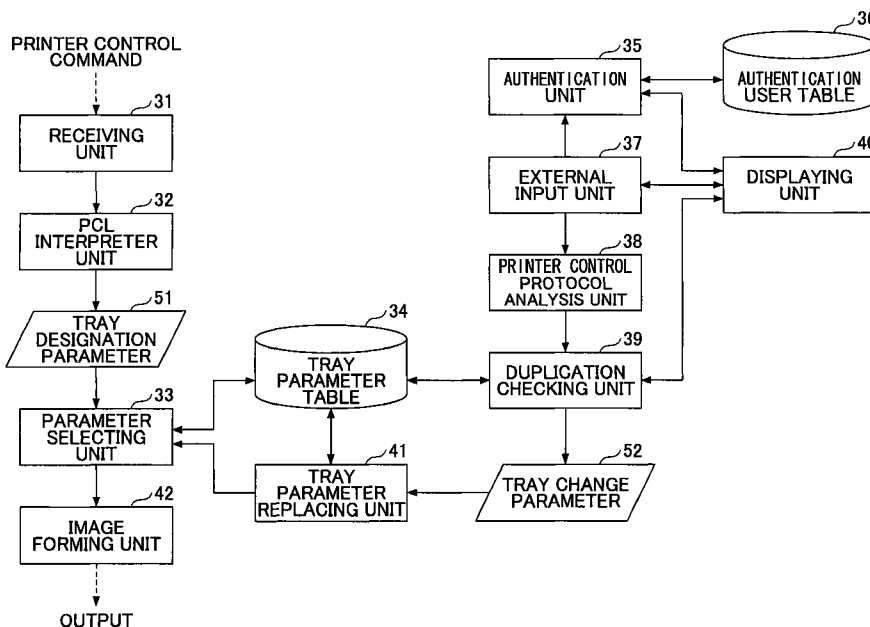 PRINTER CONTROL
COMMAND
31
RECEIVING
UNIT
32
PCL
INTERPRETER
UNIT
51
TRAY
DESIGNATION
PARAMETER
33
PARAMETER
SELECTING
UNIT
42
IMAGE
FORMING UNIT
OUTPUT
34
TRAY
PARAMETER
TABLE
41
TRAY
PARAMETER
REPLACING UNIT
35
AUTHENTICATION
UNIT
36
AUTHENTICATION
USER TABLE
37
EXTERNAL
INPUT UNIT
40
DISPLAYING
UNIT
38
PRINTER CONTROL
PROTOCOL
ANALYSIS UNIT
39
DUPLICATION
CHECKING UNIT
52
TRAY CHANGE
PARAMETER